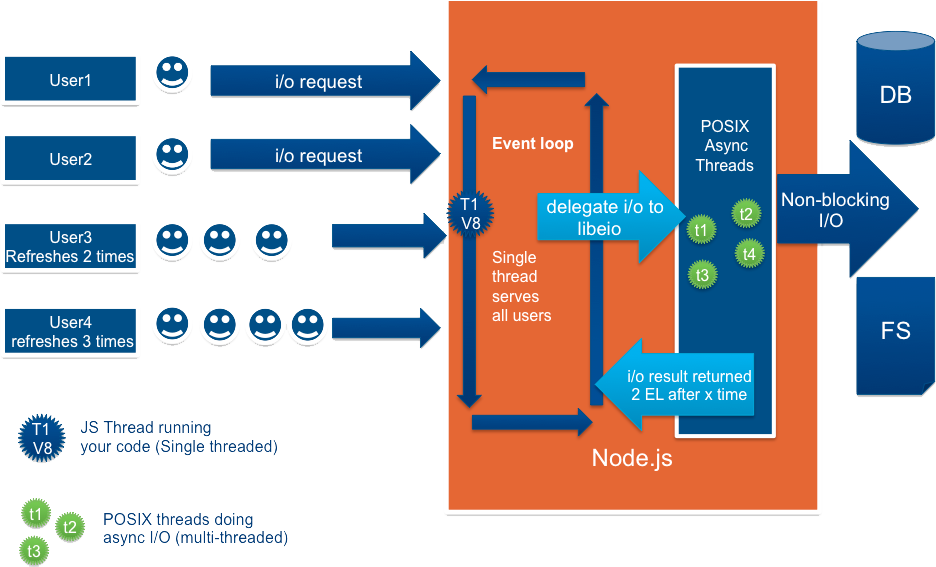 User1
i/o request
User2
i/o request
User3
Refreshes 2 times
User4
refreshes 3 times
T1
V8
JS Thread running
your code (Single threaded)
t1
t2
t3
POSIX threads doing
async I/O (multi-threaded)
Event loop
T1
V8
Single
thread
serves
all users
delegate i/o to
libeio
POSIX
Async
Threads
t1
t2
t3
t4
i/o result returned
2 EL after x time
Node.js
Non-blocking
I/O
DB
FS